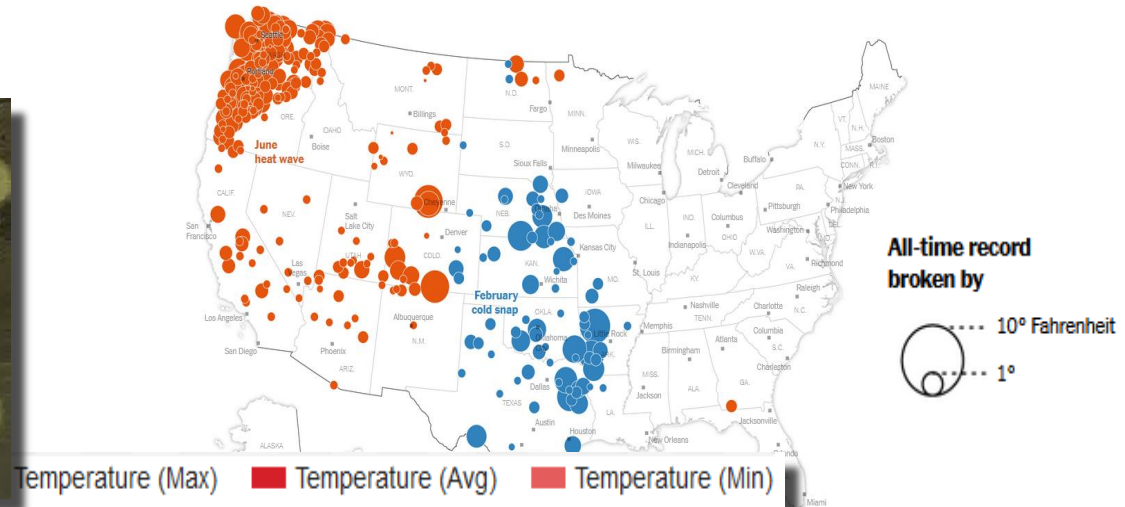 Seattle
Portland
MONT.
N.D.
Fargo
MINN.
MAINE
ORE.
IDAHO
Boise
Billings
S.D.
Minneapolis
WIS.
MICH.
VT.
N.H.
N.Y.
MASS.
Boston
CONN.
R.I.
June
heat wave
WYO.
Sioux Falls
Milwaukee
Detroit
Buffalo
Cleveland
New York
CALIF.
NEV.
Salt
Lake City
Cheyenne
NEB.
Omaha
IOWA
Des Moines
Chicago
PA.
N.J.
Pittsburgh
Philadelphia
San
Francisco
UTAH
Denver
COLO.
ILL.
IND.
Columbus
OHIO
Indianapolis
Washington
DEL.
W.VA.
Las
Vegas
KAN.
Kansas City
Wichita
MO.
St. Louis
KY.
VA.
Richmond
All-time record
broken by
February
cold snap
Los Angeles
Albuquerque
N.M.
OKLA.
Oklahoma
Little Rock
ARK.
Memphis
Nashville
TENN.
Charlotte
Raleigh
N.C.
10° Fahrenheit
1°
San Diego
Phoenix
ARIZ.
Dallas
TEXAS
MISS.
Jackson
Birmingham
ALA.
Atlanta
GA.
Columbia
S.C.
Charleston
Austin
Houston
LA.
New Orleans
Jacksonville
ALASKA
Miami
Temperature (Max)
Temperature (Avg)
Temperature (Min)